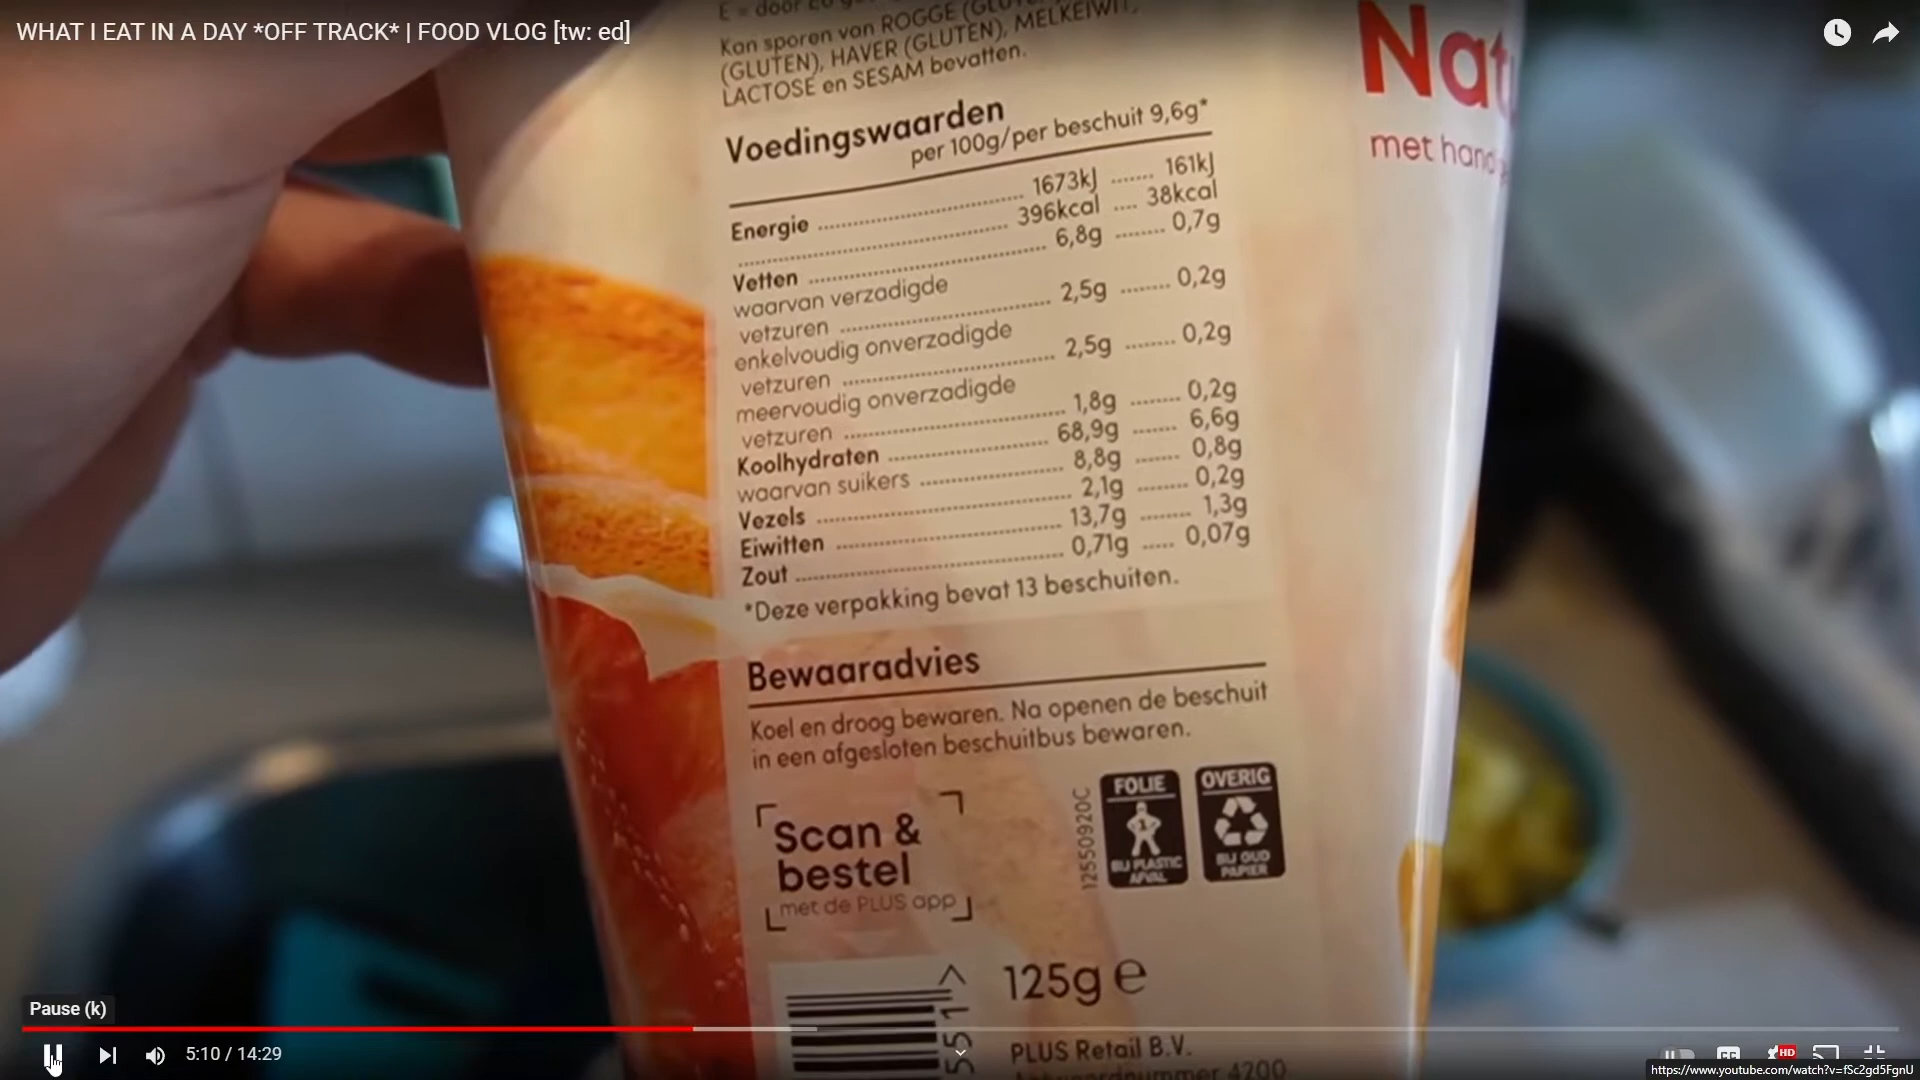 WHAT I EAT IN A DAY *OFF TRACK* | FOOD VLOG [tw: ed]
Kan sporen van ROGGE
(GLUTEN), HAVER (GLUTEN), MELKEIWIT,
LACTOSE en SESAM bevatten.
Voedingswaarden
per 100g/per beschuit 9,6g*
Energie 1673kJ 161kJ
396kcal 38kcal
Vetten 6,8g 0,7g
waarvan verzadigde
vetzuren 2,5g 0,2g
enkelvoudig onverzadigde
vetzuren 2,5g 0,2g
meervoudig onverzadigde
vetzuren 1,8g 0,2g
Koolhydraten 68,9g 6,6g
waarvan suikers 8,8g 0,8g
Vezels 2,1g 0,2g
Eiwitten 13,7g 1,3g
Zout 0,71g 0,07g
*Deze verpakking bevat 13 beschuiten.
Bewaaradvies
Koel en droog bewaren. Na openen de beschuit
in een afgesloten beschuitbus bewaren.
Scan &
bestel
met de PLUS app
12550920C
FOLIE
1
BIJ PLASTIC
AFVAL
OVERIG
BIJ OUD
PAPIER
125g e
PLUS Retail B.V.
4200
Nat
met hand
Pause (k)
5:10 / 14:29
HD
https://www.youtube.com/watch?v=fSc2gd5FgnU